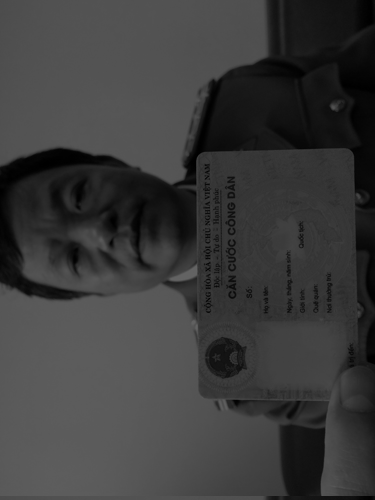 CỘNG HÒA XÃ HỘI CHỦ NGHĨA VIỆT NAM
Độc lập - Tự do - Hạnh phúc
CĂN CƯỚC CÔNG DÂN
Số:
Họ và tên:
Ngày, tháng, năm sinh:
Giới tính: Quốc tịch:
Quê quán:
Nơi thường trú: